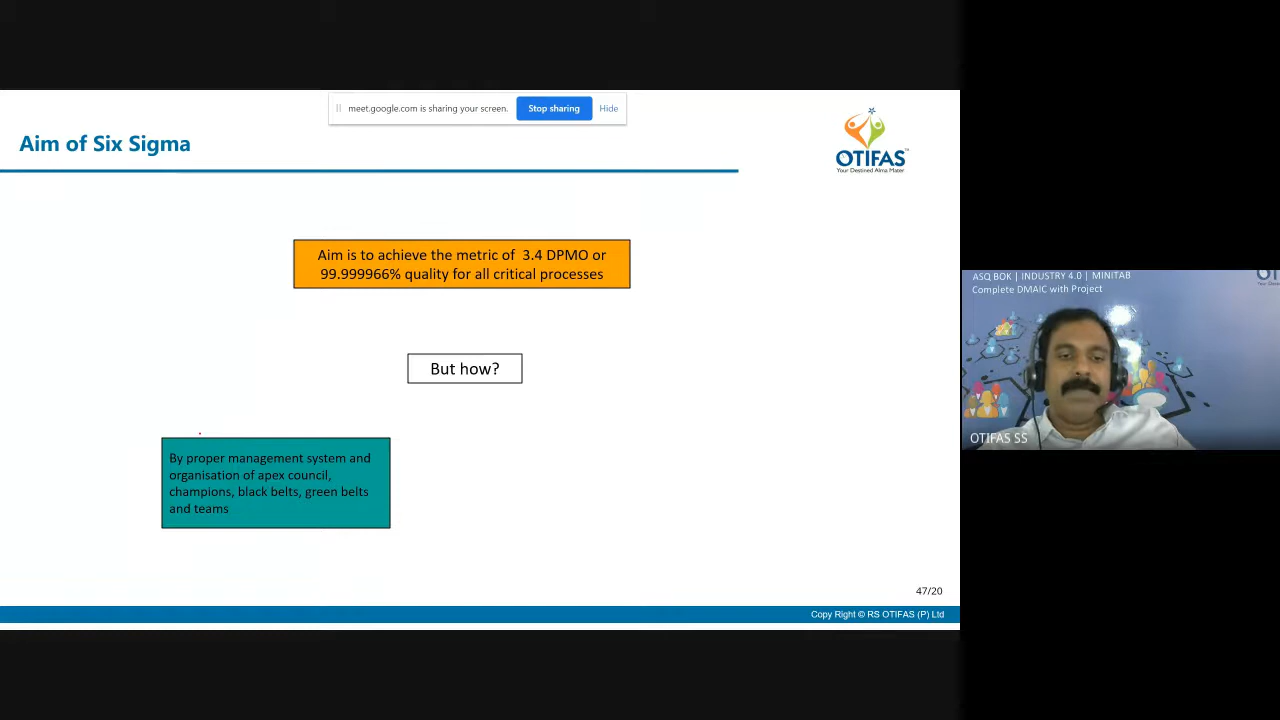 meet.google.com is sharing your screen.
Stop sharing
Hide
Aim of Six Sigma
OTIFAS
Your Destined Alma Mater
Aim is to achieve the metric of 3.4 DPMO or
99.999966% quality for all critical processes
But how?
By proper management system and
organisation of apex council,
champions, black belts, green belts
and teams
47/20
Copy Right © RS OTIFAS (P) Ltd
ASQ BOK | INDUSTRY 4.0 | MINITAB
Complete DMAIC with Project
OTIFAS SS